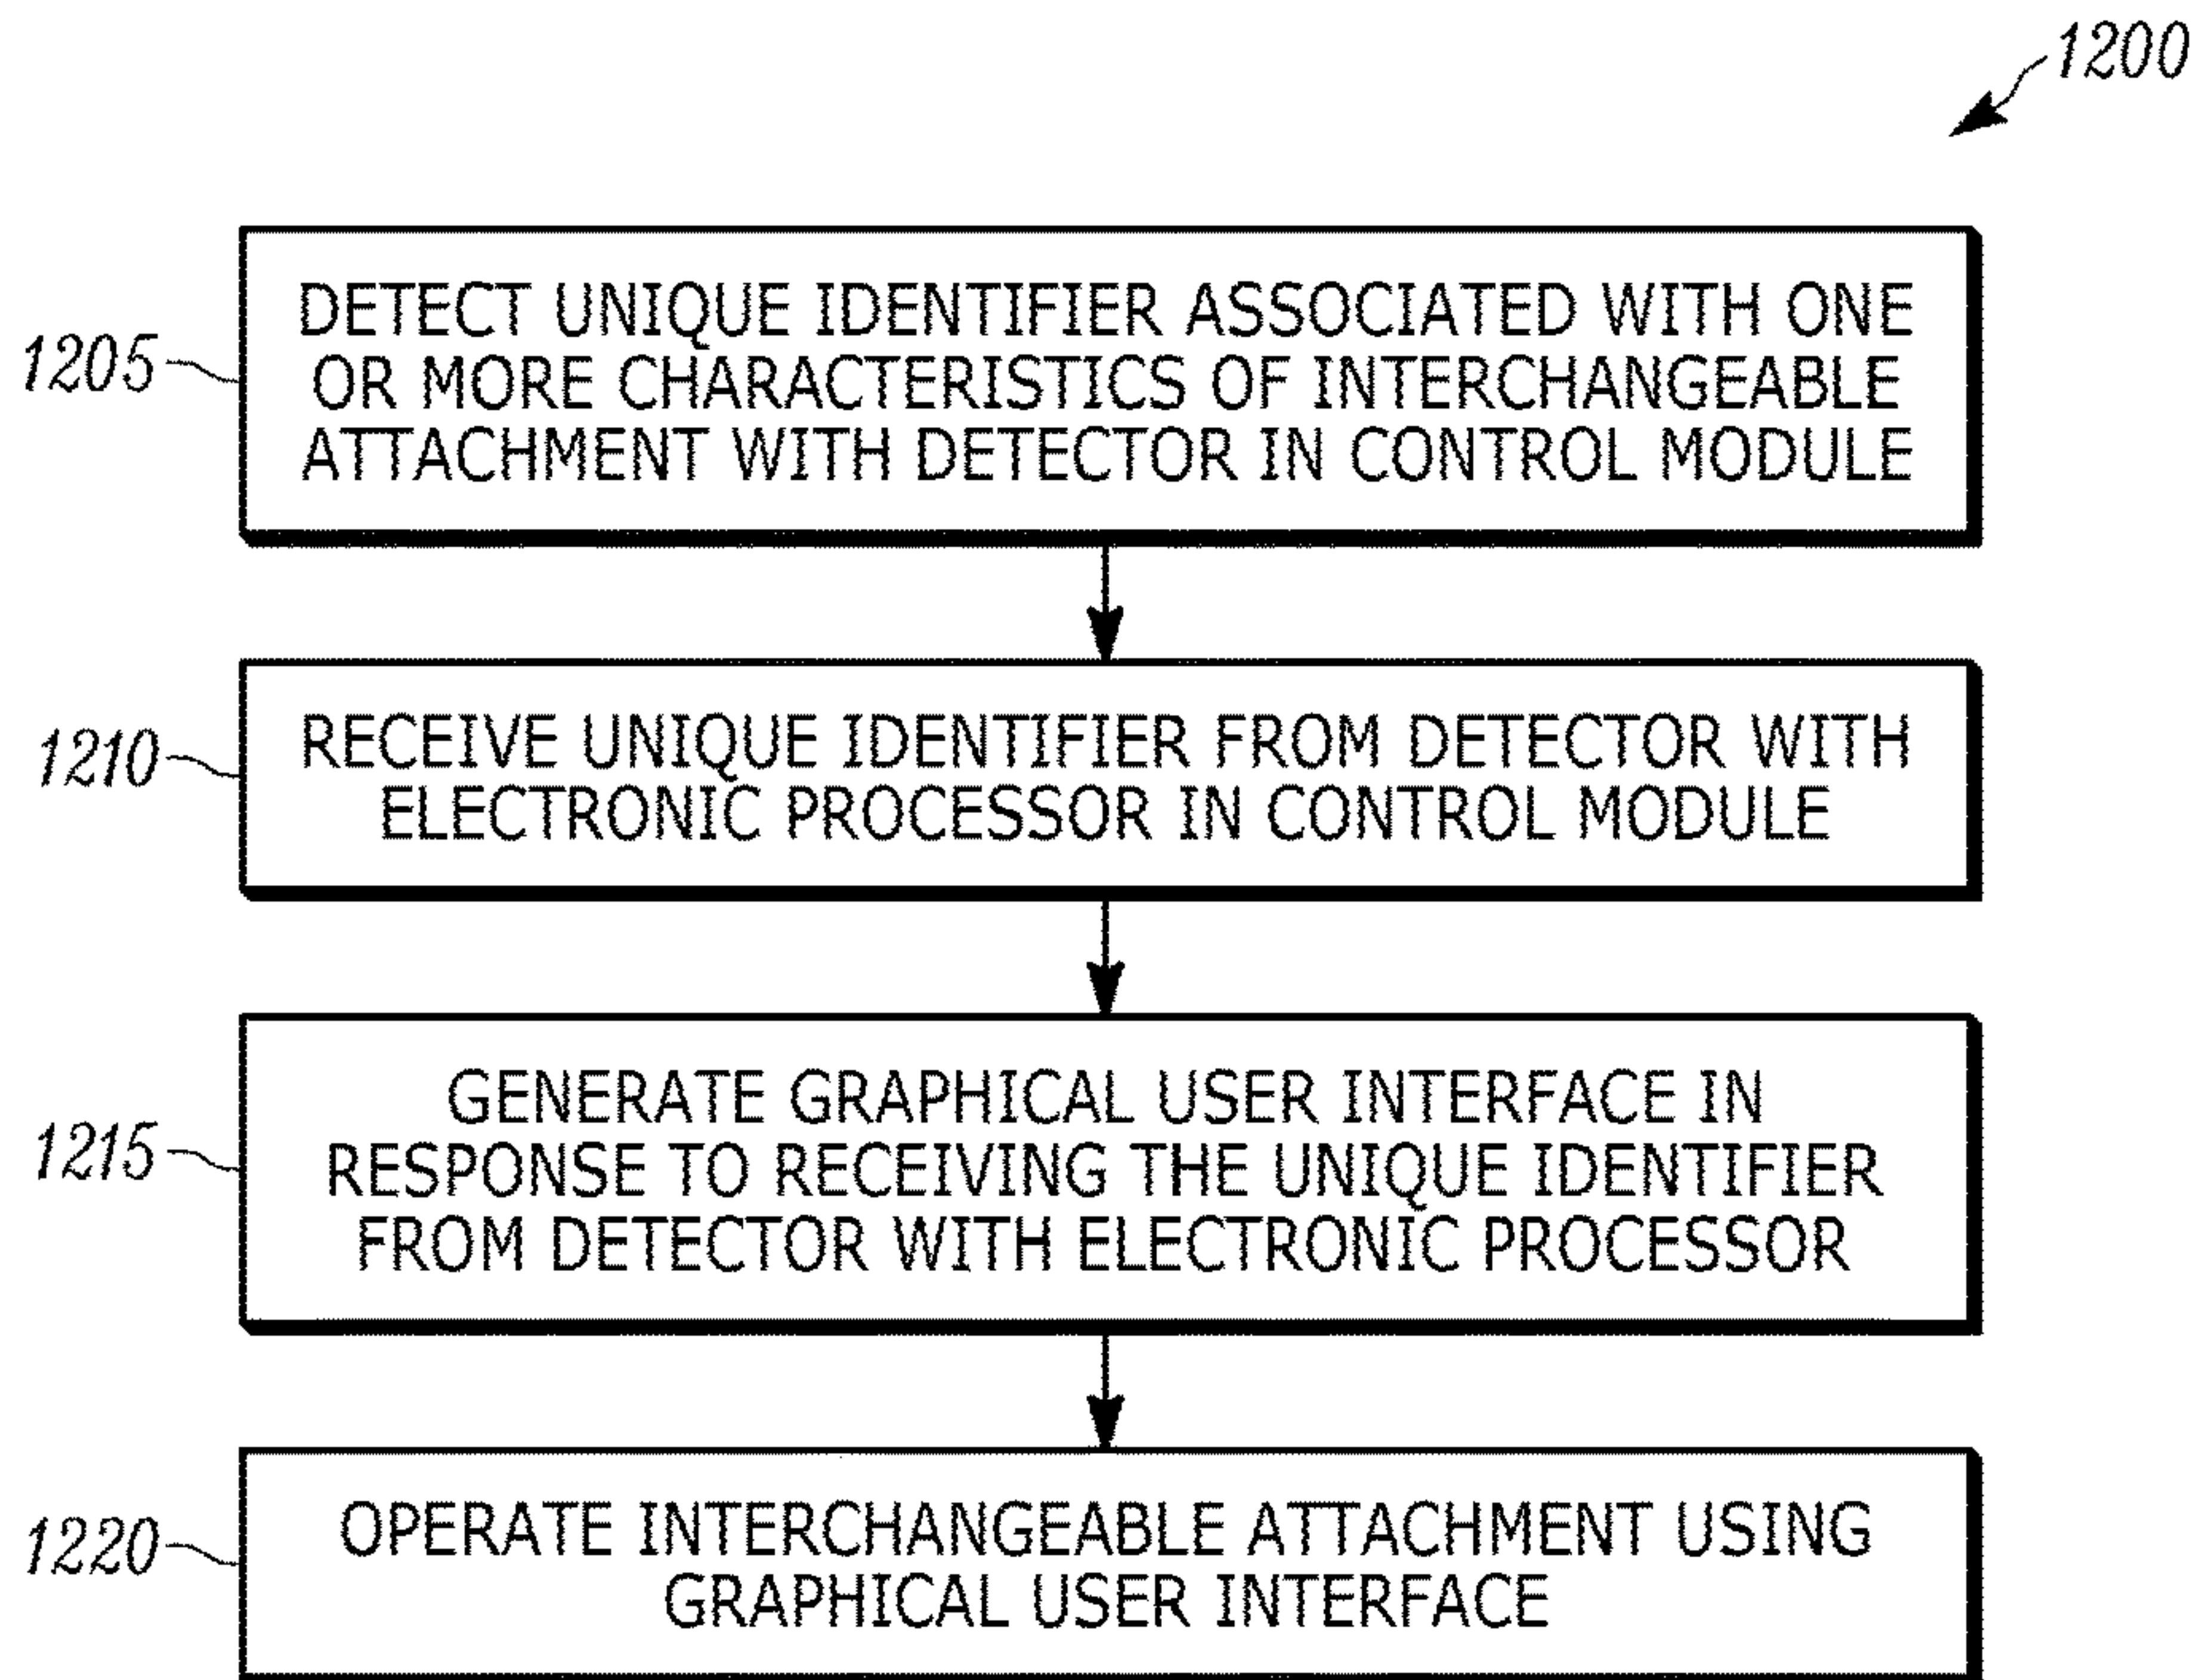 1200
1205
DETECT UNIQUE IDENTIFIER ASSOCIATED WITH ONE
OR MORE CHARACTERISTICS OF INTERCHANGEABLE
ATTACHMENT WITH DETECTOR IN CONTROL MODULE
1210
RECEIVE UNIQUE IDENTIFIER FROM DETECTOR WITH
ELECTRONIC PROCESSOR IN CONTROL MODULE
1215
GENERATE GRAPHICAL USER INTERFACE IN
RESPONSE TO RECEIVING THE UNIQUE IDENTIFIER
FROM DETECTOR WITH ELECTRONIC PROCESSOR
1220
OPERATE INTERCHANGEABLE ATTACHMENT USING
GRAPHICAL USER INTERFACE